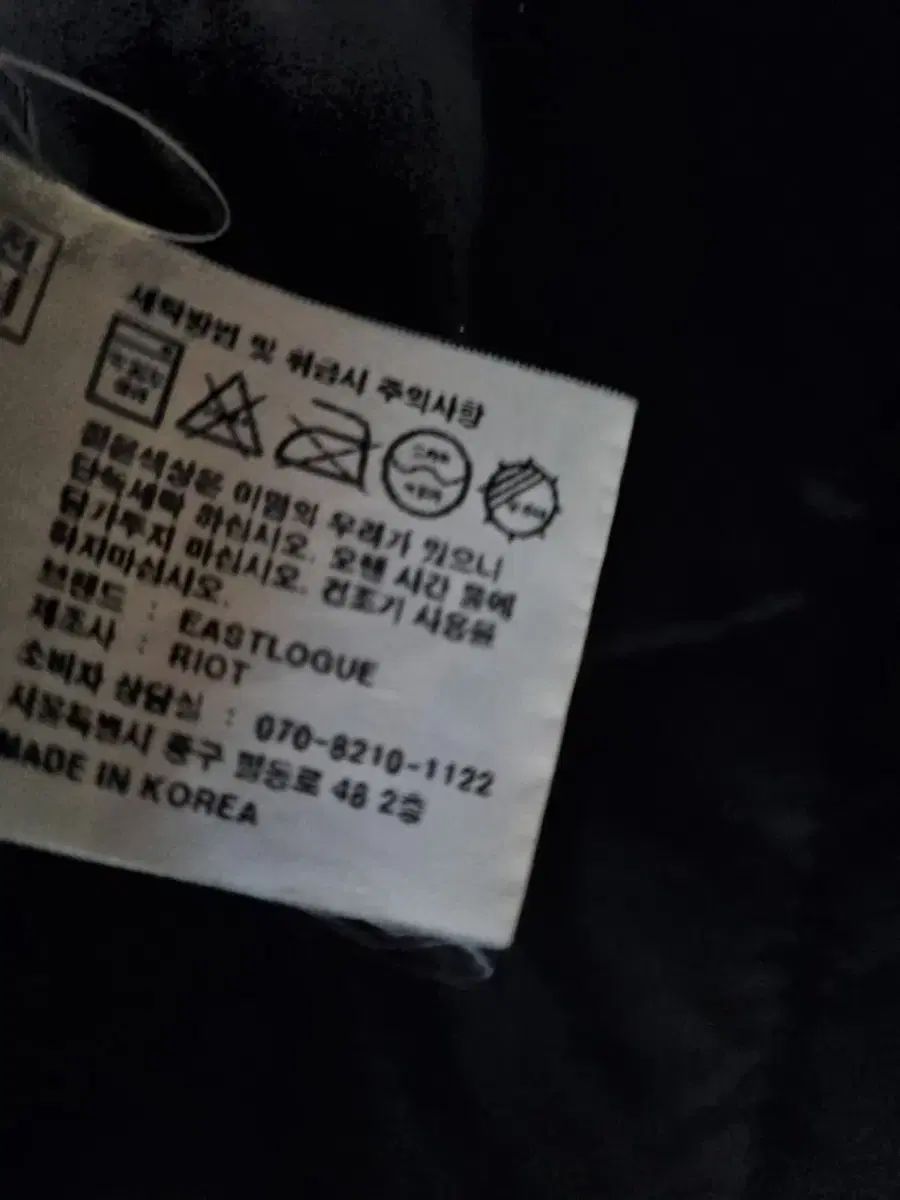 세탁방법 및 취급시 주의사항
짙은색상은 이염의 우려가 있으니
단독세탁 하십시오. 오랜 시간 물에
담가두지 마십시오. 건조기 사용을
하지마십시오.
브랜드 : EASTLOGUE
제조사 : RIOT
소비자 상담실 : 070-8210-1122
서울특별시 중구 명동로 48 2층
MADE IN KOREA